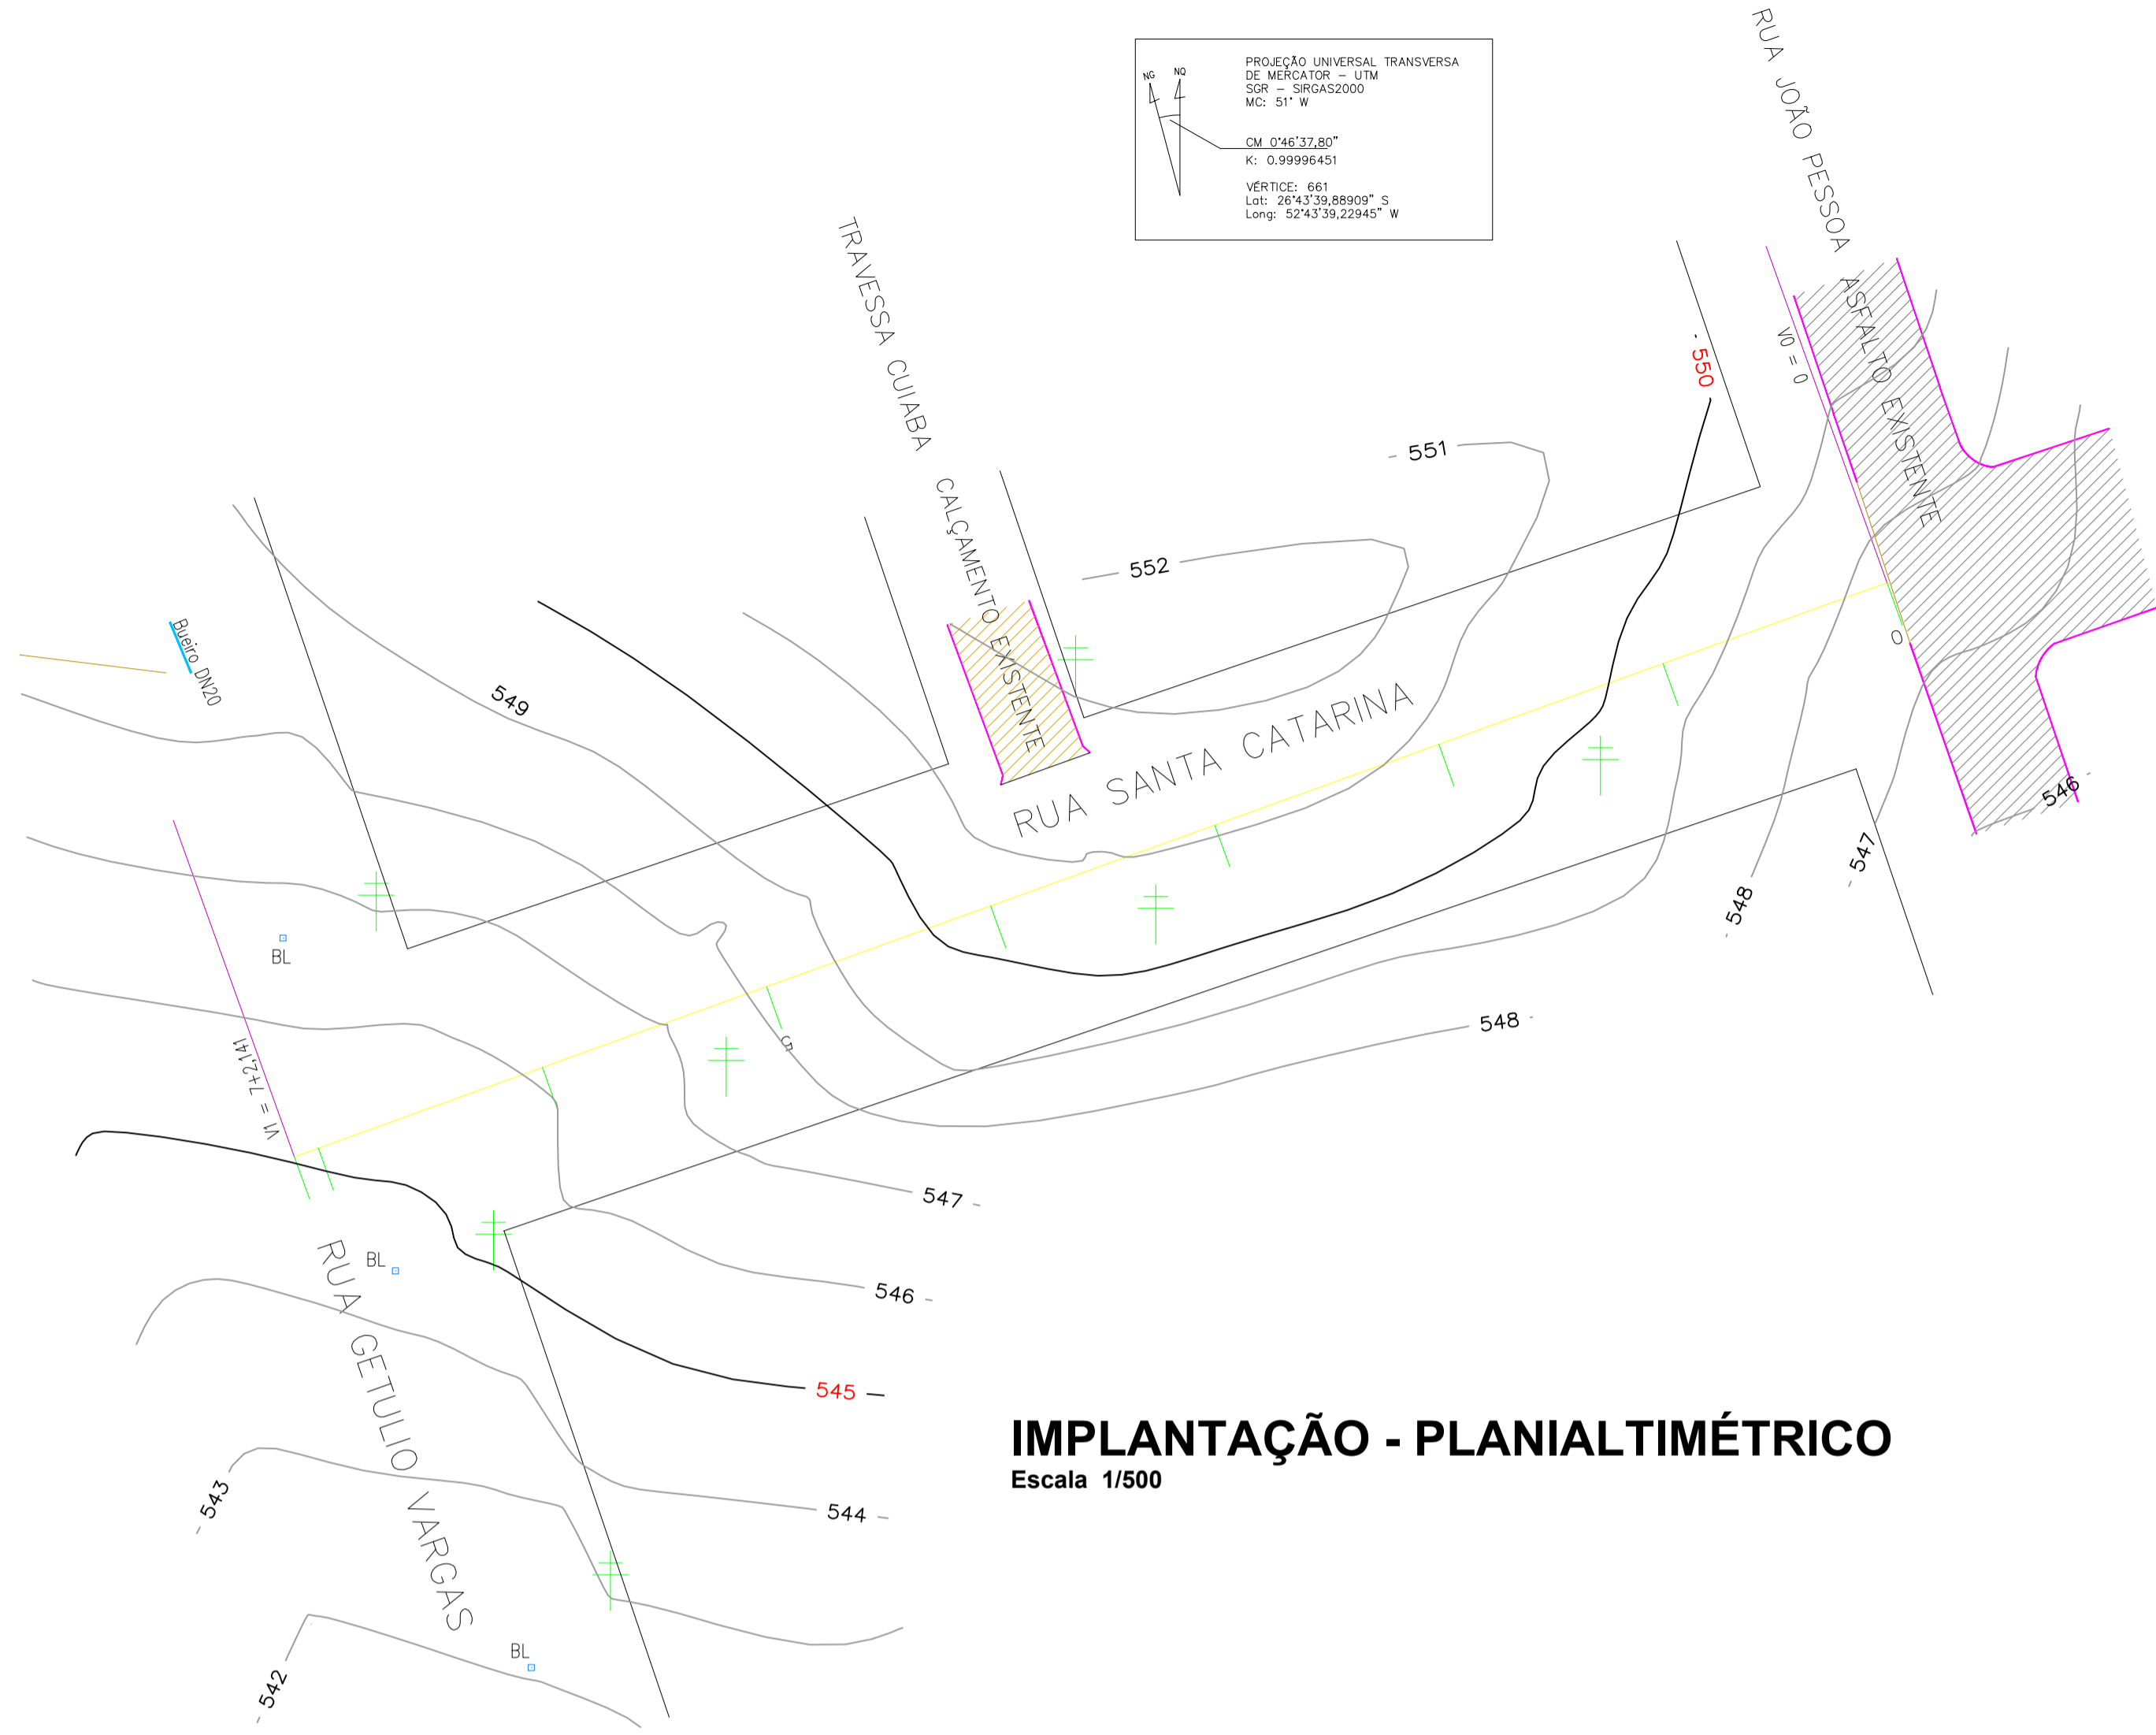 RUA JOÃO PESSOA
ASFALTO EXISTENTE
NG
NQ
PROJEÇÃO UNIVERSAL TRANSVERSA
DE MERCATOR – UTM
SGR – SIRGAS2000
MC: 51° W
CM 0°46'37,80"
K: 0.99996451
VÉRTICE: 661
Lat: 26°43'39,88909" S
Long: 52°43'39,22945" W
TRAVESSA CUIABA
CALÇAMENTO EXISTENTE
- 550
VI0 = 0
- 551
552
Bueiro DN20
549
0
RUA SANTA CATARINA
546 -
- 547
- 548
BL
5
548 -
V1 = 7+2,141
547 -
546 -
BL
RUA GETULIO VARGAS
545 -
- 543
544 -
BL
- 542
IMPLANTAÇÃO - PLANIALTIMÉTRICO
Escala 1/500